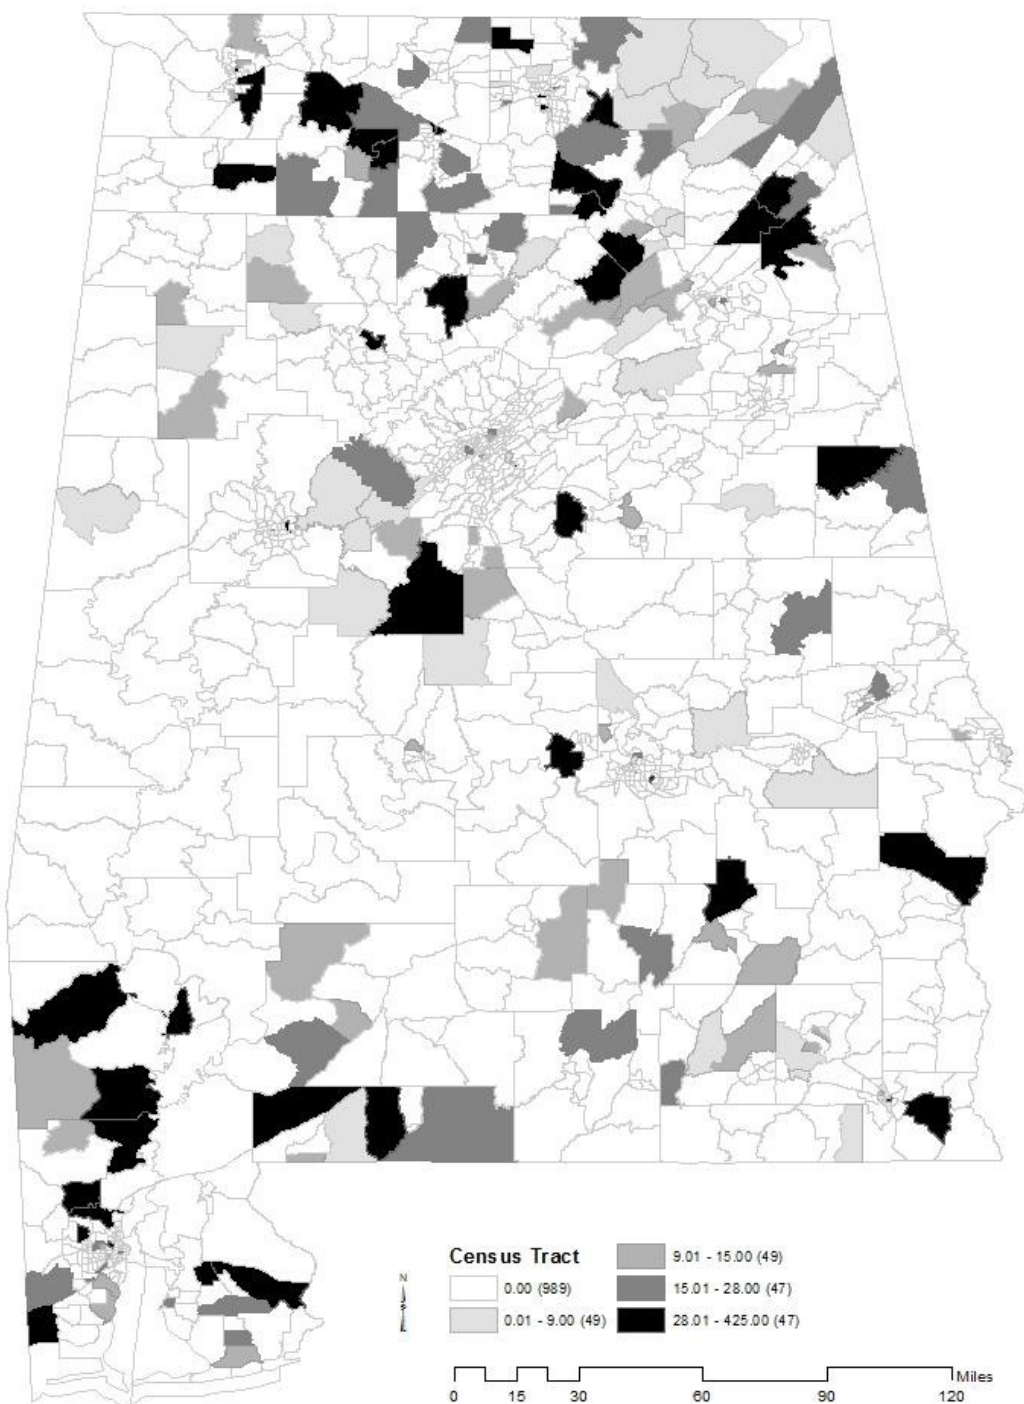 N
Census Tract
0.00 (989)
0.01 - 9.00 (49)
9.01 - 15.00 (49)
15.01 - 28.00 (47)
28.01 - 425.00 (47)
Miles
0 15 30 60 90 120